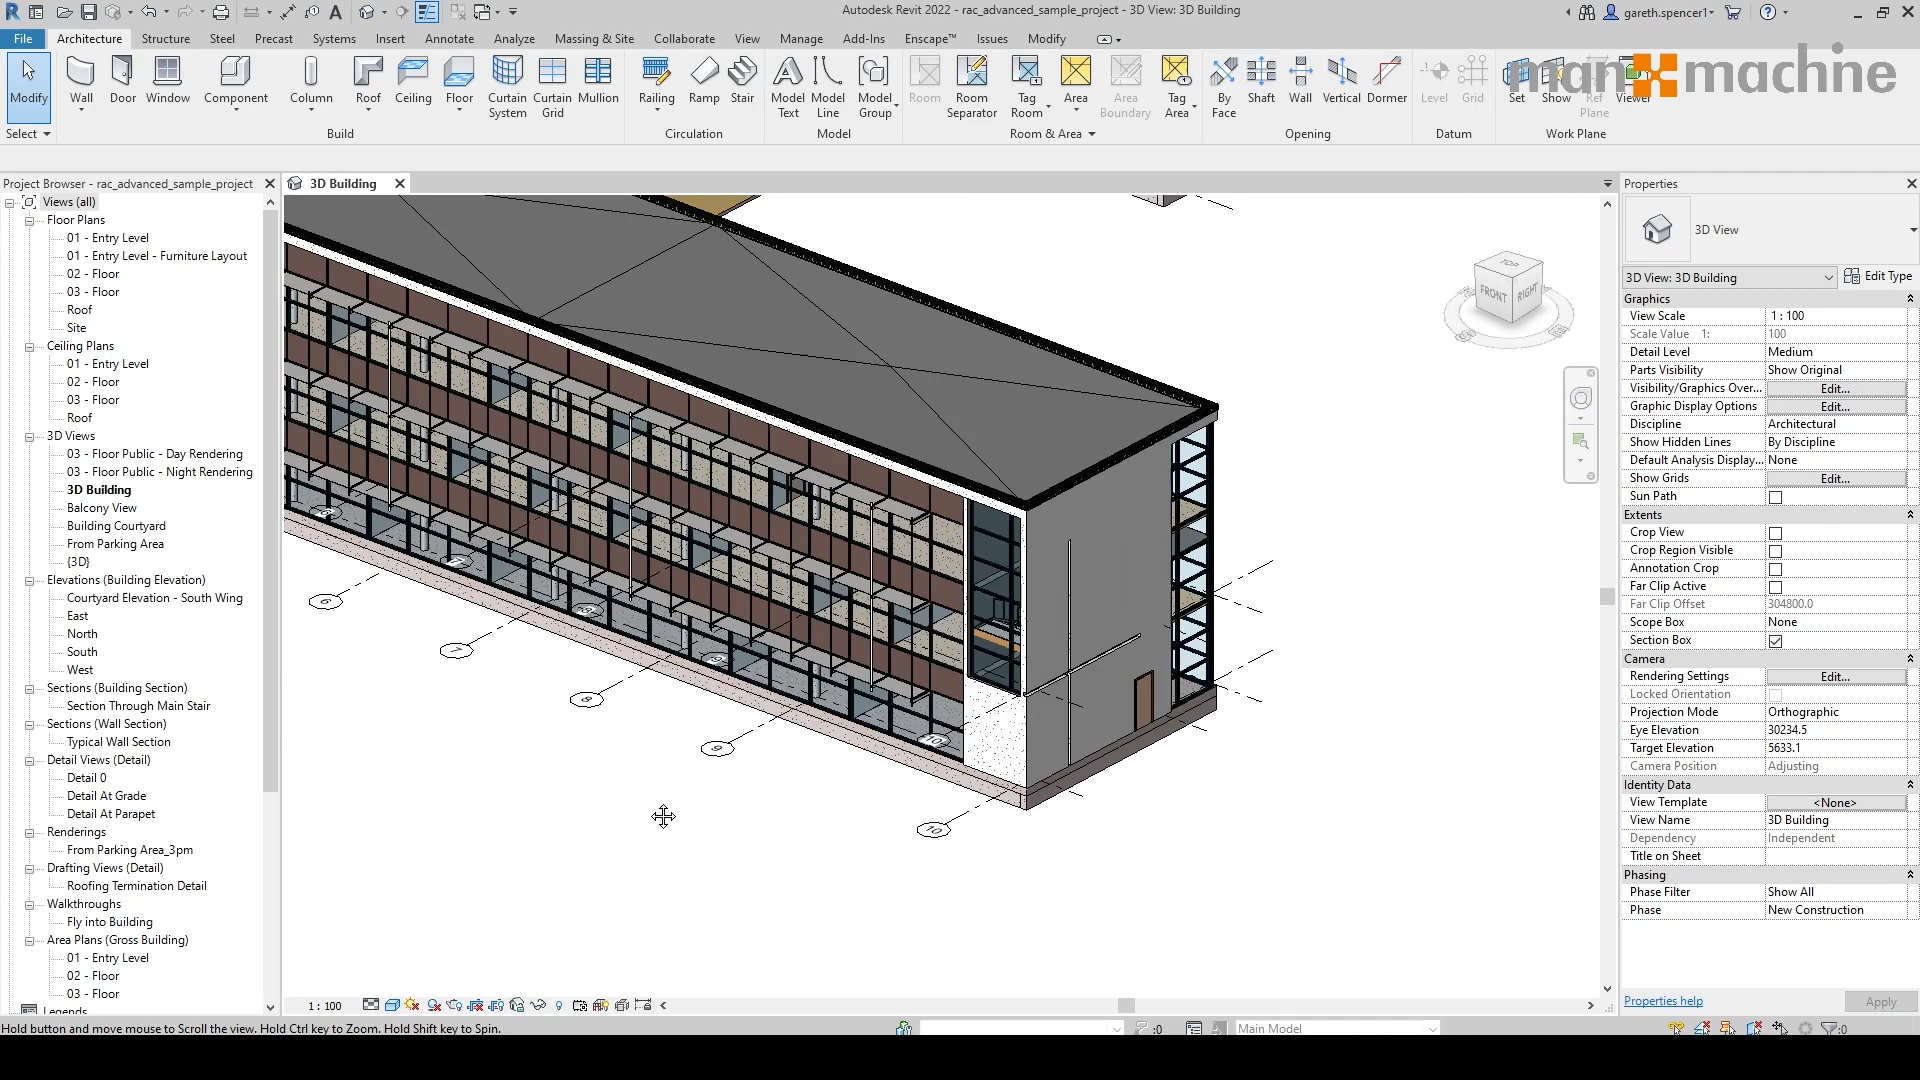 Autodesk Revit 2022 - rac_advanced_sample_project - 3D View: 3D Building
gareth.spencer1
File Architecture Structure Steel Precast Systems Insert Annotate Analyze Massing & Site Collaborate View Manage Add-Ins Enscape™ Issues Modify
man machine
Modify Wall Door Window Component Column Roof Ceiling Floor Curtain System Curtain Grid Mullion Railing Ramp Stair Model Text Model Line Model Group Room Room Separator Tag Room Area Area Boundary Tag Area By Face Shaft Wall Vertical Dormer Level Grid Set Show Ref Plane Viewer
Select Build Circulation Model Room & Area Opening Datum Work Plane
Project Browser - rac_advanced_sample_project
Views (all)
Floor Plans
01 - Entry Level
01 - Entry Level - Furniture Layout
02 - Floor
03 - Floor
Roof
Site
Ceiling Plans
01 - Entry Level
02 - Floor
03 - Floor
Roof
3D Views
03 - Floor Public - Day Rendering
03 - Floor Public - Night Rendering
3D Building
Balcony View
Building Courtyard
From Parking Area
{3D}
Elevations (Building Elevation)
Courtyard Elevation - South Wing
East
North
South
West
Sections (Building Section)
Section Through Main Stair
Sections (Wall Section)
Typical Wall Section
Detail Views (Detail)
Detail 0
Detail At Grade
Detail At Parapet
Renderings
From Parking Area_3pm
Drafting Views (Detail)
Roofing Termination Detail
Walkthroughs
Fly into Building
Area Plans (Gross Building)
01 - Entry Level
02 - Floor
03 - Floor
Legends
3D Building
TOP
FRONT RIGHT
6
7
8
9
10
10
1 : 100
Properties
3D View
3D View: 3D Building Edit Type
Graphics
View Scale 1 : 100
Scale Value 1: 100
Detail Level Medium
Parts Visibility Show Original
Visibility/Graphics Over... Edit...
Graphic Display Options Edit...
Discipline Architectural
Show Hidden Lines By Discipline
Default Analysis Display... None
Show Grids Edit...
Sun Path
Extents
Crop View
Crop Region Visible
Annotation Crop
Far Clip Active
Far Clip Offset 304800.0
Scope Box None
Section Box
Camera
Rendering Settings Edit...
Locked Orientation
Projection Mode Orthographic
Eye Elevation 30234.5
Target Elevation 5633.1
Camera Position Adjusting
Identity Data
View Template <None>
View Name 3D Building
Dependency Independent
Title on Sheet
Phasing
Phase Filter Show All
Phase New Construction
Properties help Apply
Hold button and move mouse to Scroll the view. Hold Ctrl key to Zoom. Hold Shift key to Spin.
:0 Main Model :0